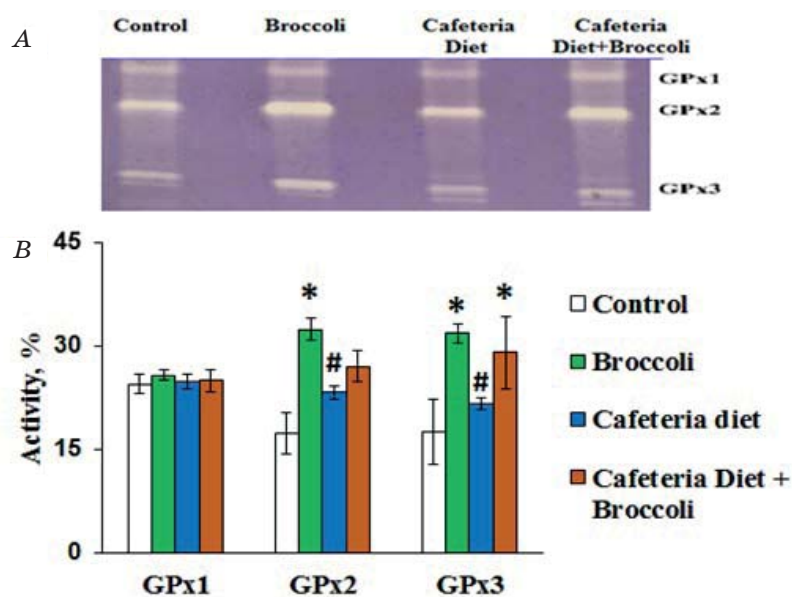 A
Control
Broccoli
Cafeteria
Diet
Cafeteria
Diet+Broccoli
GPx1
GPx2
GPx3
B
Activity, %
45
30
15
0
*
#
*
#
*
GPx1
GPx2
GPx3
Control
Broccoli
Cafeteria diet
Cafeteria Diet +
Broccoli